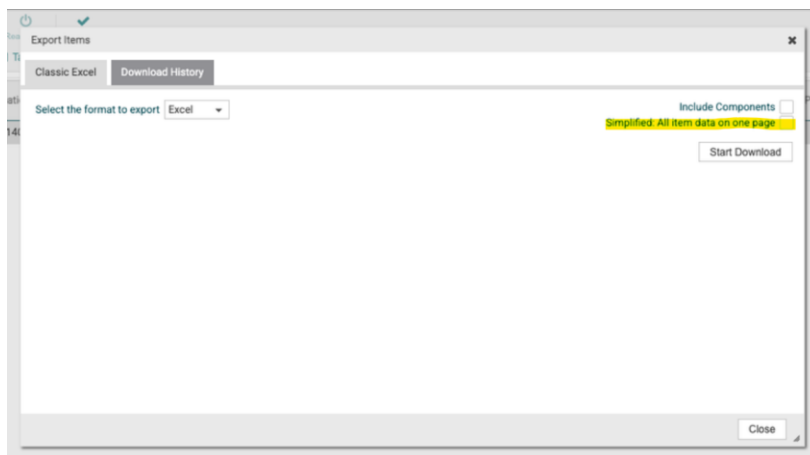 Export Items
Classic Excel Download History
Select the format to export Excel
Include Components
Simplified: All item data on one page
Start Download
Close